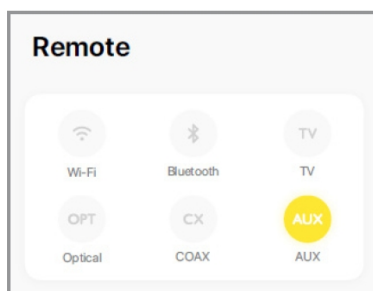 Remote
TV
Wi-Fi Bluetooth TV
OPT CX AUX
Optical COAX AUX